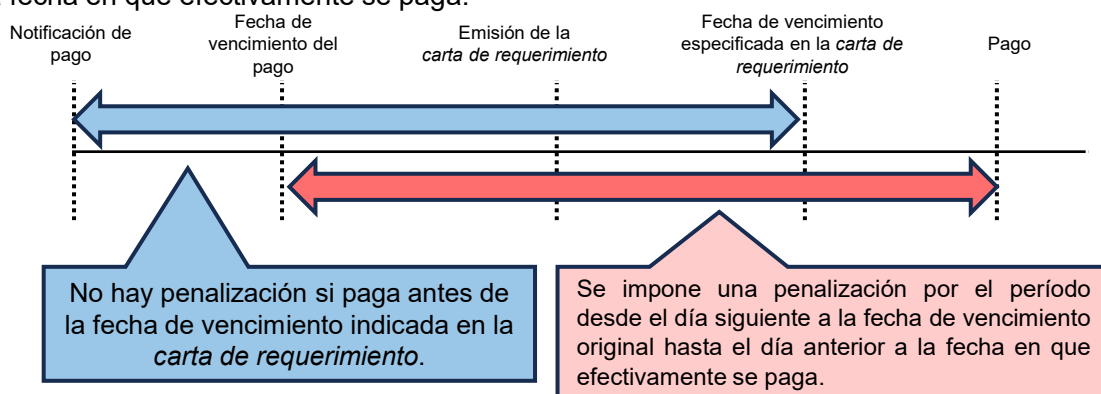 fecha en que efectivamente se paga.
Notificación de
pago
Fecha de
vencimiento del
pago
Emisión de la
carta de requerimiento
Fecha de vencimiento
especificada en la carta de
requerimiento
Pago
No hay penalización si paga antes de
la fecha de vencimiento indicada en la
carta de requerimiento.
Se impone una penalización por el período
desde el día siguiente a la fecha de vencimiento
original hasta el día anterior a la fecha en que
efectivamente se paga.